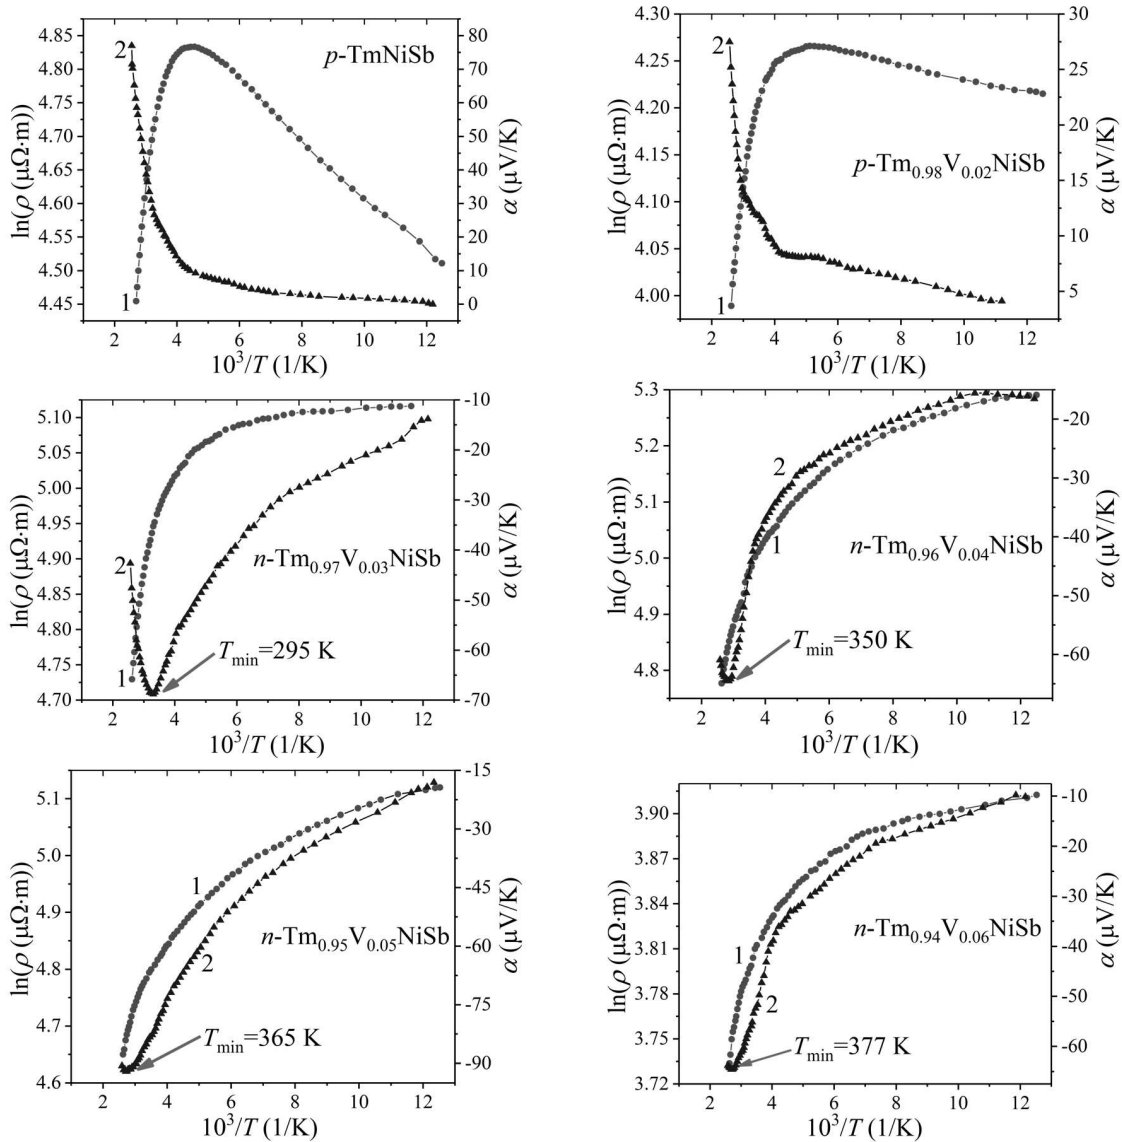 p-TmNiSb
ln(ρ (μΩ·m))
4.85
4.80
4.75
4.70
4.65
4.60
4.55
4.50
4.45
80
70
60
50
40
30
20
10
0
α (μV/K)
2
1
2 4 6 8 10 12
10³/T (1/K)
p-Tm₀.₉₈V₀.₀₂NiSb
ln(ρ (μΩ·m))
4.30
4.25
4.20
4.15
4.10
4.05
4.00
30
25
20
15
10
5
α (μV/K)
2
1
2 4 6 8 10 12
10³/T (1/K)
n-Tm₀.₉₇V₀.₀₃NiSb
ln(ρ (μΩ·m))
5.10
5.05
5.00
4.95
4.90
4.85
4.80
4.75
4.70
-10
-20
-30
-40
-50
-60
-70
α (μV/K)
2
1
Tmin=295 K
2 4 6 8 10 12
10³/T (1/K)
n-Tm₀.₉₆V₀.₀₄NiSb
ln(ρ (μΩ·m))
5.3
5.2
5.1
5.0
4.9
4.8
-20
-30
-40
-50
-60
α (μV/K)
2
1
Tmin=350 K
2 4 6 8 10 12
10³/T (1/K)
n-Tm₀.₉₅V₀.₀₅NiSb
ln(ρ (μΩ·m))
5.1
5.0
4.9
4.8
4.7
4.6
-15
-30
-45
-60
-75
-90
α (μV/K)
1
2
Tmin=365 K
2 4 6 8 10 12
10³/T (1/K)
n-Tm₀.₉₄V₀.₀₆NiSb
ln(ρ (μΩ·m))
3.90
3.87
3.84
3.81
3.78
3.75
3.72
-10
-20
-30
-40
-50
-60
α (μV/K)
1
2
Tmin=377 K
2 4 6 8 10 12
10³/T (1/K)